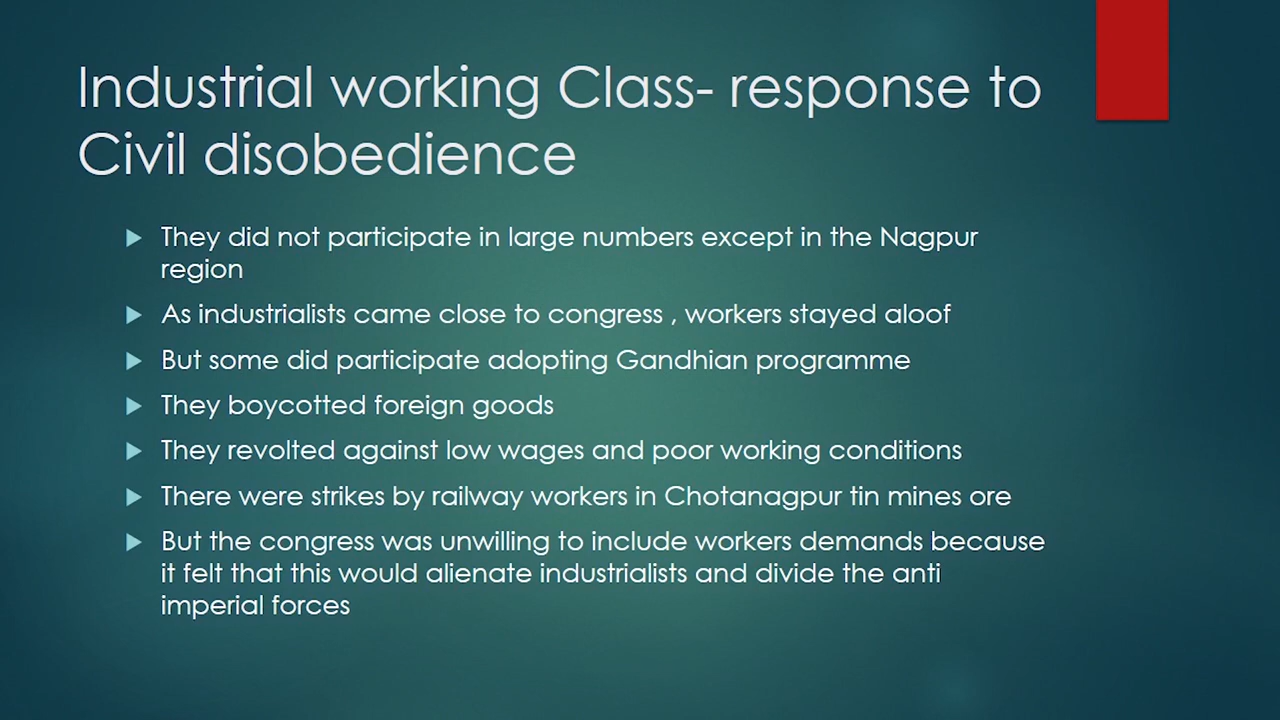 Industrial working Class- response to
Civil disobedience
They did not participate in large numbers except in the Nagpur
region
As industrialists came close to congress , workers stayed aloof
But some did participate adopting Gandhian programme
They boycotted foreign goods
They revolted against low wages and poor working conditions
There were strikes by railway workers in Chotanagpur tin mines ore
But the congress was unwilling to include workers demands because
it felt that this would alienate industrialists and divide the anti
imperial forces